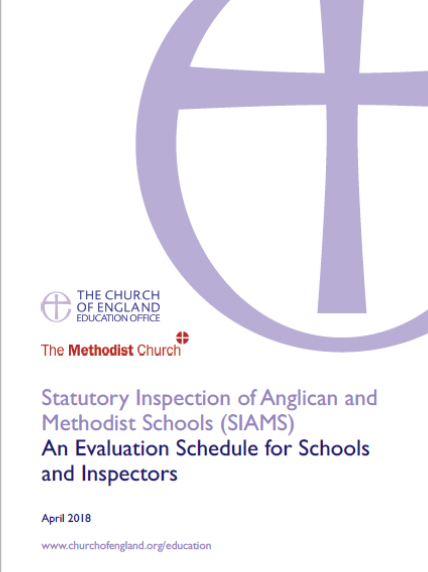 THE CHURCH
OF ENGLAND
EDUCATION OFFICE
The Methodist Church
Statutory Inspection of Anglican and
Methodist Schools (SIAMS)
An Evaluation Schedule for Schools
and Inspectors
April 2018
www.churchofengland.org/education